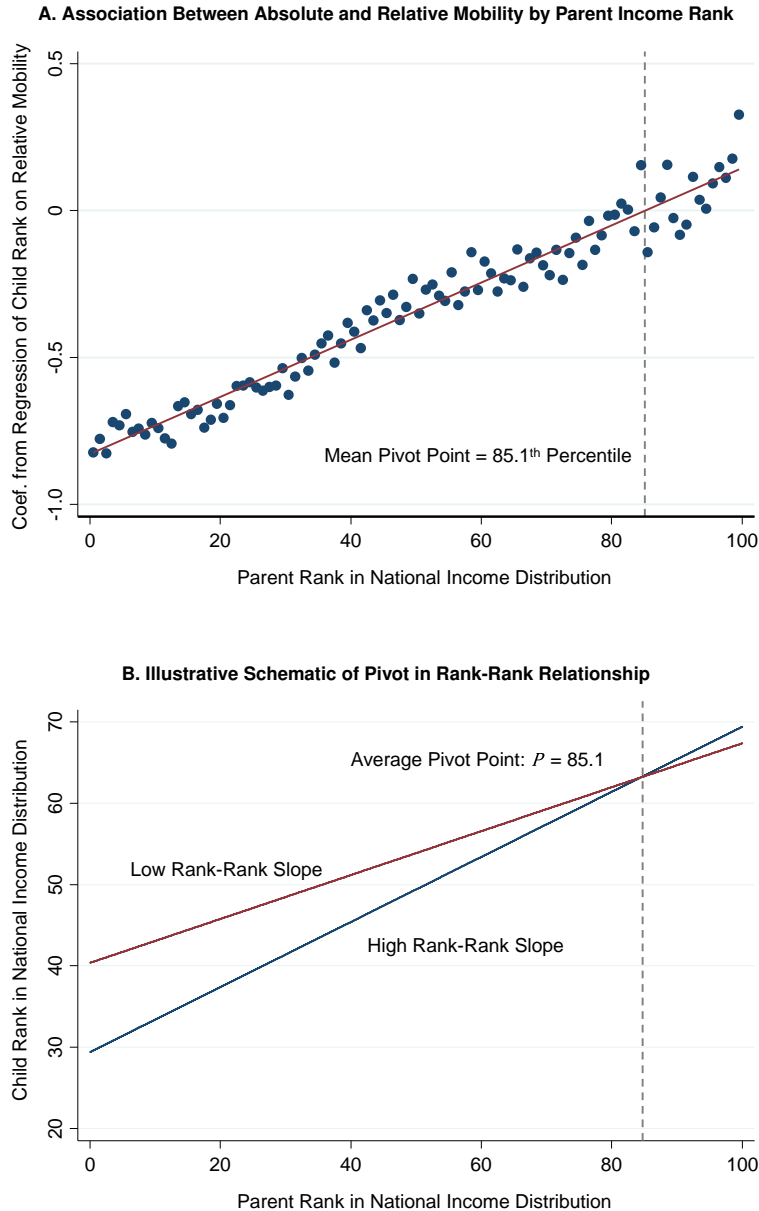 A. Association Between Absolute and Relative Mobility by Parent Income Rank
Coef. from Regression of Child Rank on Relative Mobility
0.5
0
-0.5
-1.0
Mean Pivot Point = 85.1th Percentile
0 20 40 60 80 100
Parent Rank in National Income Distribution
B. Illustrative Schematic of Pivot in Rank-Rank Relationship
Child Rank in National Income Distribution
70
60
50
40
30
20
Average Pivot Point: P = 85.1
Low Rank-Rank Slope
High Rank-Rank Slope
0 20 40 60 80 100
Parent Rank in National Income Distribution